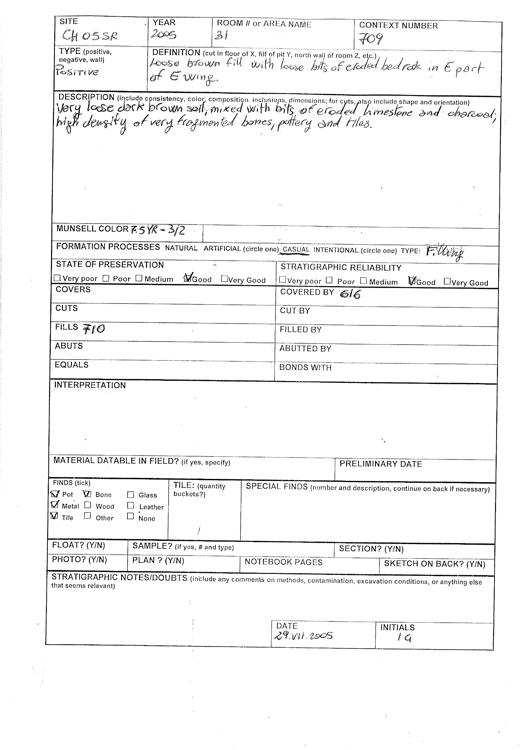 SITE YEAR ROOM # or AREA NAME CONTEXT NUMBER
CH05SR 2005 31 709
TYPE (positive, negative, wall) DEFINITION (cut in floor of X, fill of pit Y, north wall of room Z, etc.)
Positive loose brown fill with loose bits of eroded bedrock in E part
of E wing.
DESCRIPTION (include consistency, color, composition, inclusions, dimensions; for cuts, also include shape and orientation)
Very loose dark brown soil, mixed with bits of eroded limestone and charcoal;
high density of very fragmented bones, pottery and tiles.
MUNSELL COLOR 7.5YR - 3/2
FORMATION PROCESSES NATURAL ARTIFICIAL (circle one) CASUAL INTENTIONAL (circle one) TYPE: Filling
STATE OF PRESERVATION STRATIGRAPHIC RELIABILITY
Very poor Poor Medium Good Very Good Very poor Poor Medium Good Very Good
COVERS COVERED BY 616
CUTS CUT BY
FILLS 710 FILLED BY
ABUTS ABUTTED BY
EQUALS BONDS WITH
INTERPRETATION
MATERIAL DATABLE IN FIELD? (if yes, specify) PRELIMINARY DATE
FINDS (tick) TILE: (quantity buckets?) SPECIAL FINDS (number and description, continue on back if necessary)
Pot Bone Glass
Metal Wood Leather
Tile Other None
/
FLOAT? (Y/N) SAMPLE? (if yes, # and type) SECTION? (Y/N)
PHOTO? (Y/N) PLAN ? (Y/N) NOTEBOOK PAGES SKETCH ON BACK? (Y/N)
STRATIGRAPHIC NOTES/DOUBTS (include any comments on methods, contamination, excavation conditions, or anything else
that seems relevant)
DATE INITIALS
29.VII.2005 IG